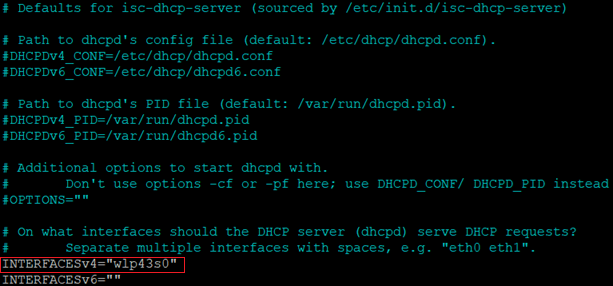 # Defaults for isc-dhcp-server (sourced by /etc/init.d/isc-dhcp-server)
# Path to dhcpd's config file (default: /etc/dhcp/dhcpd.conf).
#DHCPDv4_CONF=/etc/dhcp/dhcpd.conf
#DHCPDv6_CONF=/etc/dhcp/dhcpd6.conf
# Path to dhcpd's PID file (default: /var/run/dhcpd.pid).
#DHCPDv4_PID=/var/run/dhcpd.pid
#DHCPDv6_PID=/var/run/dhcpd6.pid
# Additional options to start dhcpd with.
#       Don't use options -cf or -pf here; use DHCPD_CONF/ DHCPD_PID instead
#OPTIONS=""
# On what interfaces should the DHCP server (dhcpd) serve DHCP requests?
#       Separate multiple interfaces with spaces, e.g. "eth0 eth1".
INTERFACESv4="wlp43s0"
INTERFACESv6=""